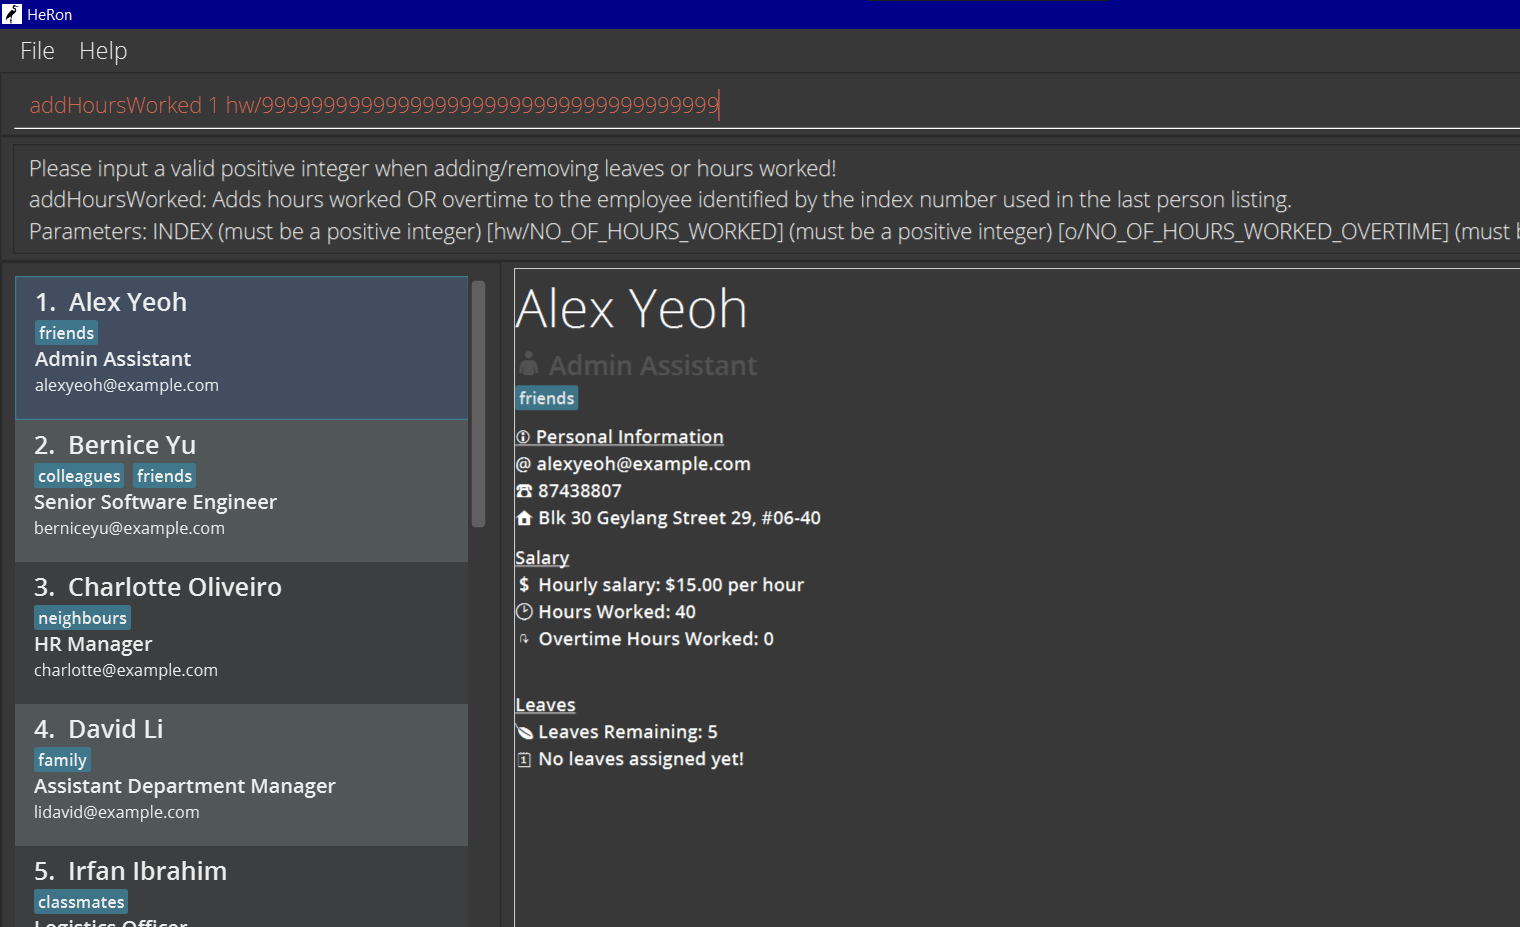 HeRon
File Help
addHoursWorked 1 hw/9999999999999999999999999999999999999
Please input a valid positive integer when adding/removing leaves or hours worked!
addHoursWorked: Adds hours worked OR overtime to the employee identified by the index number used in the last person listing.
Parameters: INDEX (must be a positive integer) [hw/NO_OF_HOURS_WORKED] (must be a positive integer) [o/NO_OF_HOURS_WORKED_OVERTIME] (must
1. Alex Yeoh
friends
Admin Assistant
alexyeoh@example.com
2. Bernice Yu
colleagues friends
Senior Software Engineer
berniceyu@example.com
3. Charlotte Oliveiro
neighbours
HR Manager
charlotte@example.com
4. David Li
family
Assistant Department Manager
lidavid@example.com
5. Irfan Ibrahim
classmates
Logistics Officer
Alex Yeoh
Admin Assistant
friends
Personal Information
@ alexyeoh@example.com
87438807
Blk 30 Geylang Street 29, #06-40
Salary
$ Hourly salary: $15.00 per hour
Hours Worked: 40
Overtime Hours Worked: 0
Leaves
Leaves Remaining: 5
No leaves assigned yet!